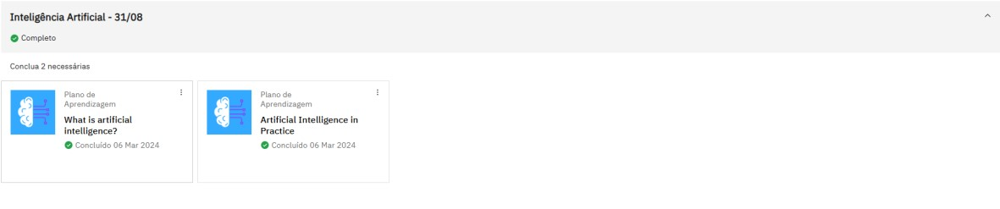 Inteligência Artificial - 31/08
Completo
Conclua 2 necessárias
Plano de
Aprendizagem
What is artificial
intelligence?
Concluído 06 Mar 2024
Plano de
Aprendizagem
Artificial Intelligence in
Practice
Concluído 06 Mar 2024